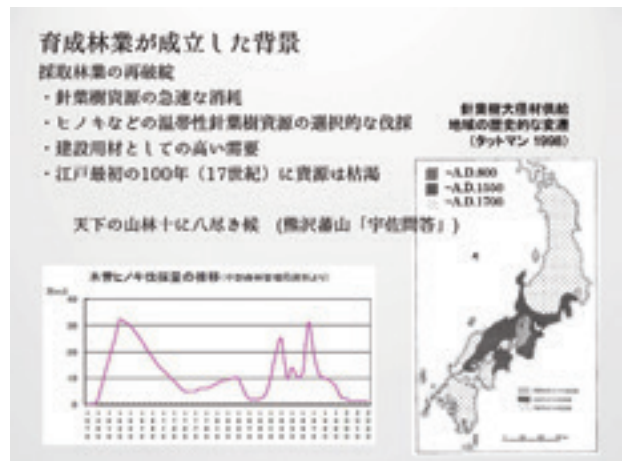 育成林業が成立した背景
採取林業の再破綻
・針葉樹資源の急速な消耗
・ヒノキなどの温帯性針葉樹資源の選択的な伐採
・建設用材としての高い需要
・江戸最初の100年（17世紀）に資源は枯渇
天下の山林十に八尽き候 (熊沢蕃山「宇佐問答」)
針葉樹大径材供給
地域の歴史的な変遷
(タットマン 1998)
~A.D.800
~A.D.1550
~A.D.1700
木曽ヒノキ伐採量の推移
40
30
20
10
0